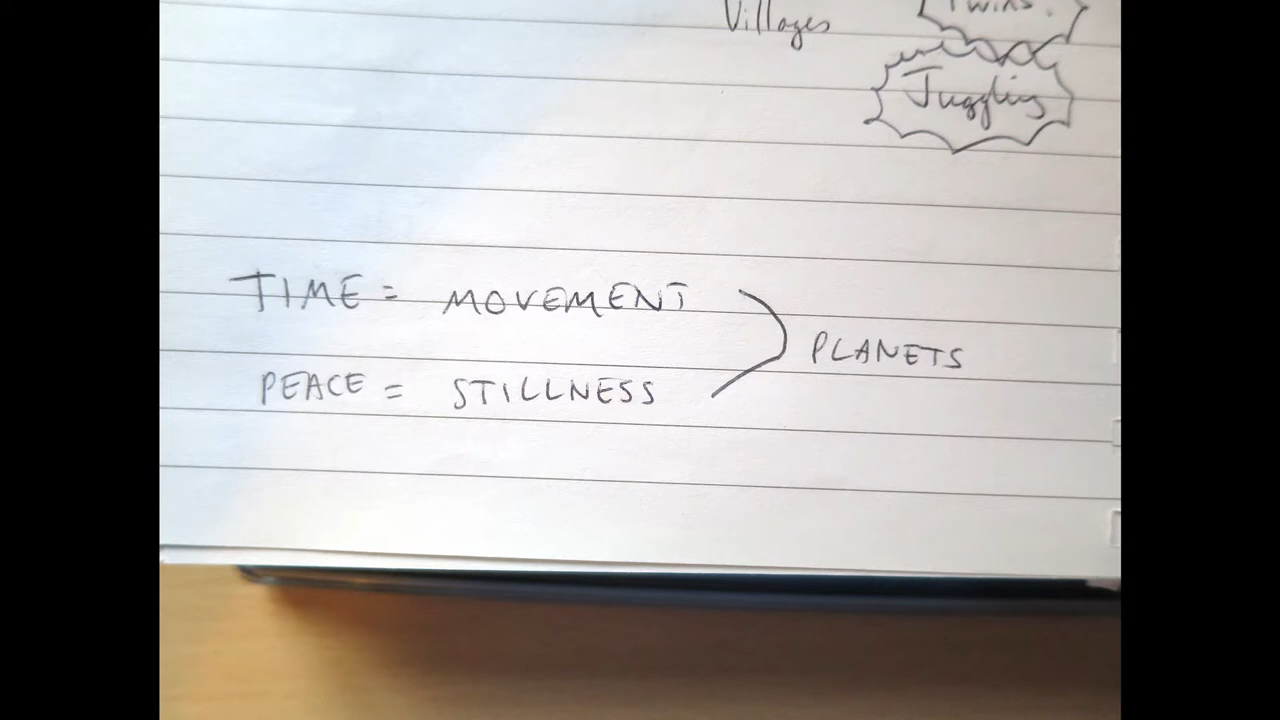 Twins.
Villages
Juggling
TIME = MOVEMENT
PLANETS
PEACE = STILLNESS